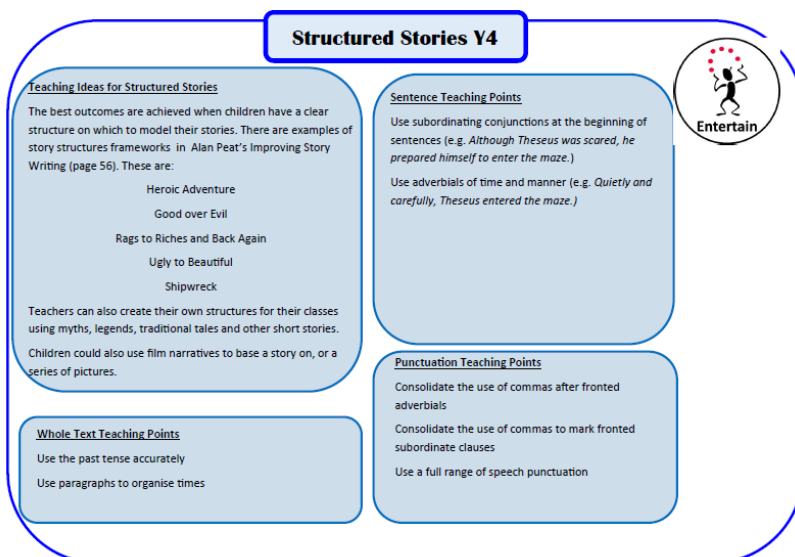 Structured Stories Y4
Teaching Ideas for Structured Stories
The best outcomes are achieved when children have a clear
structure on which to model their stories. There are examples of
story structures frameworks in Alan Peat's Improving Story
Writing (page 56). These are:
Heroic Adventure
Good over Evil
Rags to Riches and Back Again
Ugly to Beautiful
Shipwreck
Teachers can also create their own structures for their classes
using myths, legends, traditional tales and other short stories.
Children could also use film narratives to base a story on, or a
series of pictures.
Whole Text Teaching Points
Use the past tense accurately
Use paragraphs to organise times
Sentence Teaching Points
Use subordinating conjunctions at the beginning of
sentences (e.g. Although Theseus was scared, he
prepared himself to enter the maze.)
Use adverbials of time and manner (e.g. Quietly and
carefully, Theseus entered the maze.)
Punctuation Teaching Points
Consolidate the use of commas after fronted
adverbials
Consolidate the use of commas to mark fronted
subordinate clauses
Use a full range of speech punctuation
Entertain